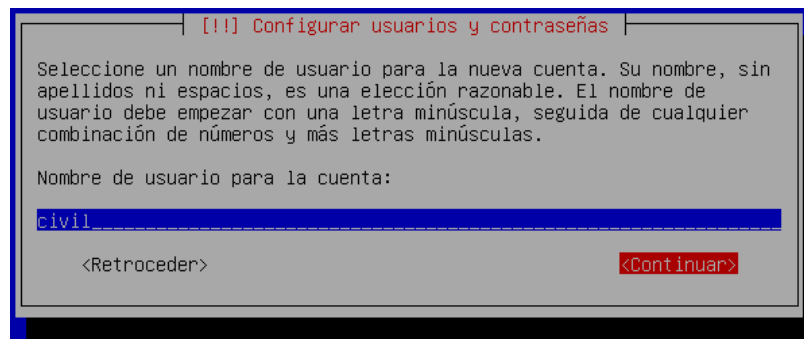 [!!] Configurar usuarios y contraseñas
Seleccione un nombre de usuario para la nueva cuenta. Su nombre, sin
apellidos ni espacios, es una elección razonable. El nombre de
usuario debe empezar con una letra minúscula, seguida de cualquier
combinación de números y más letras minúsculas.
Nombre de usuario para la cuenta:
civil
<Retroceder> <Continuar>